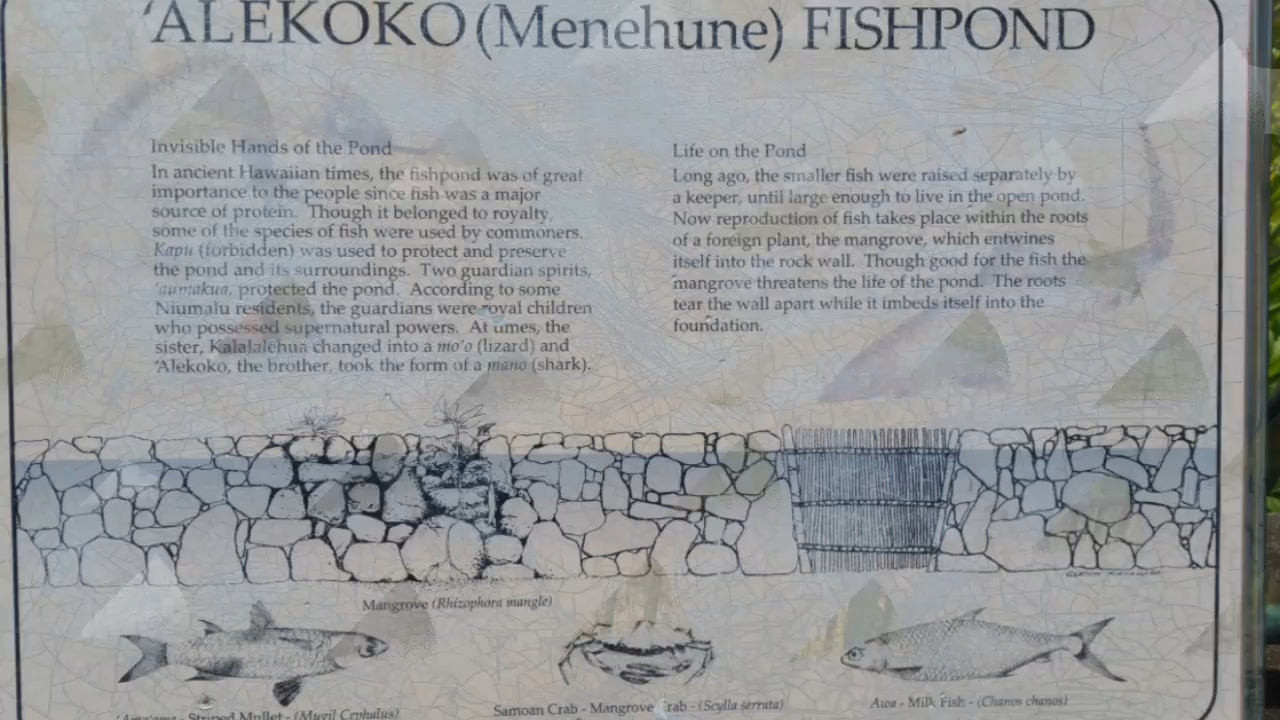 'ALEKOKO (Menehune) FISHPOND
Invisible Hands of the Pond
In ancient Hawaiian times, the fishpond was of great
importance to the people since fish was a major
source of protein. Though it belonged to royalty,
some of the species of fish were used by commoners.
Kapu (forbidden) was used to protect and preserve
the pond and its surroundings. Two guardian spirits,
'aumakua, protected the pond. According to some
Niumalu residents, the guardians were royal children
who possessed supernatural powers. At times, the
sister, Kalalalehua changed into a mo'o (lizard) and
'Alekoko, the brother, took the form of a mano (shark).
Life on the Pond
Long ago, the smaller fish were raised separately by
a keeper, until large enough to live in the open pond.
Now reproduction of fish takes place within the roots
of a foreign plant, the mangrove, which entwines
itself into the rock wall. Though good for the fish the
mangrove threatens the life of the pond. The roots
tear the wall apart while it imbeds itself into the
foundation.
Mangrove (Rhizophora mangle)
'Ama'ama - Striped Mullet - (Mugil Cephalus)
Samoan Crab - Mangrove Crab - (Scylla serrata)
Awa - Milk Fish - (Chanos chanos)